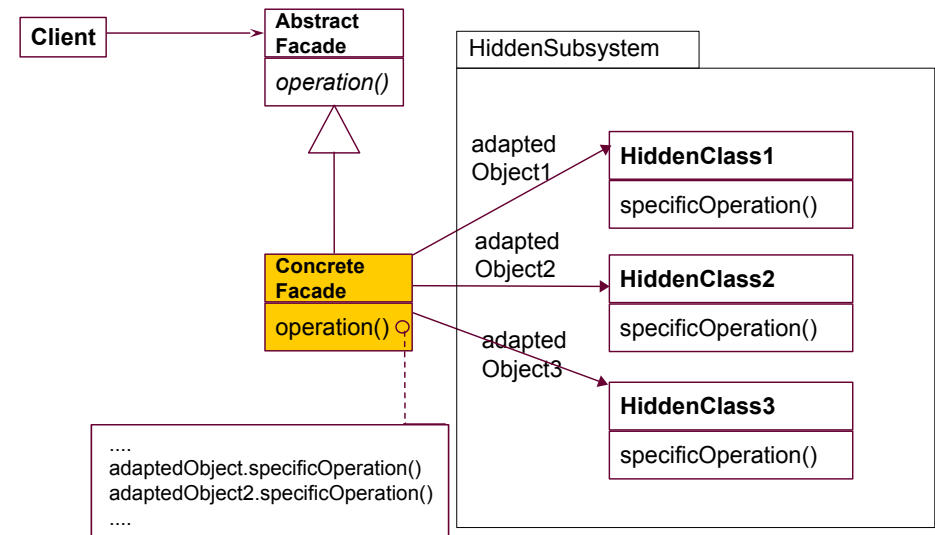 Client
Abstract
Facade
operation()
HiddenSubsystem
adapted
Object1
HiddenClass1
specificOperation()
adapted
Object2
HiddenClass2
specificOperation()
Concrete
Facade
operation()
adapted
Object3
HiddenClass3
specificOperation()
....
adaptedObject.specificOperation()
adaptedObject2.specificOperation()
....